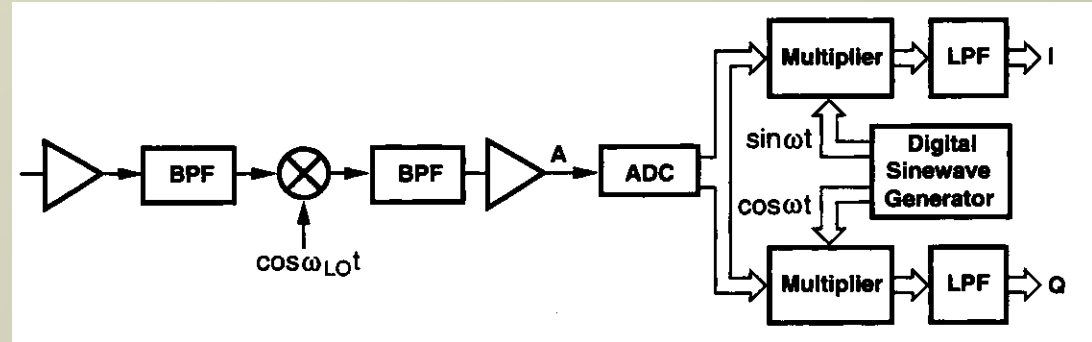 Multiplier
LPF
I
sinωt
Digital
Sinewave
Generator
BPF
BPF
A
ADC
cosωt
cosω_LO t
Multiplier
LPF
Q